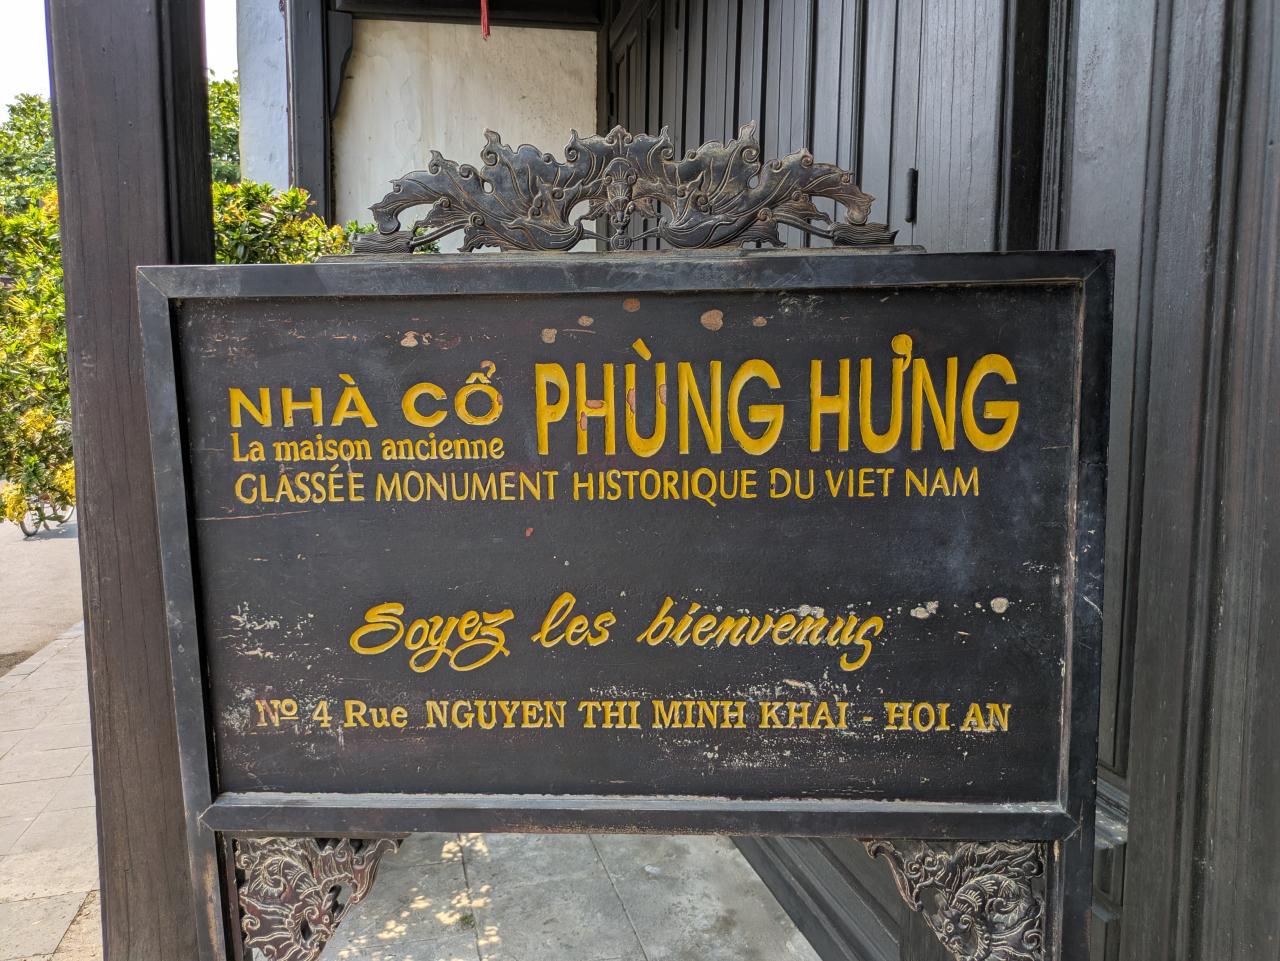 NHÀ CỔ PHÙNG HƯNG
La maison ancienne
GLASSÉE MONUMENT HISTORIQUE DU VIET NAM
Soyez les bienvenus
Nº 4 Rue NGUYEN THI MINH KHAI - HOI AN